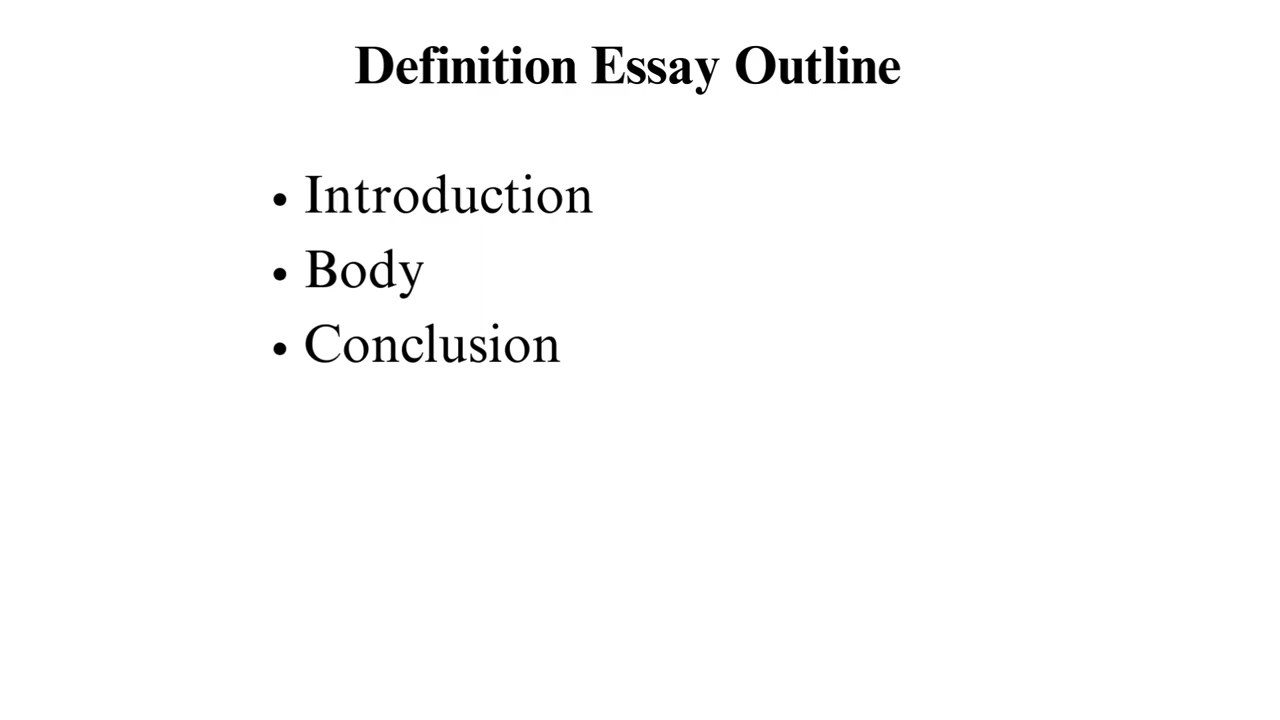 Definition Essay Outline
• Introduction
• Body
• Conclusion